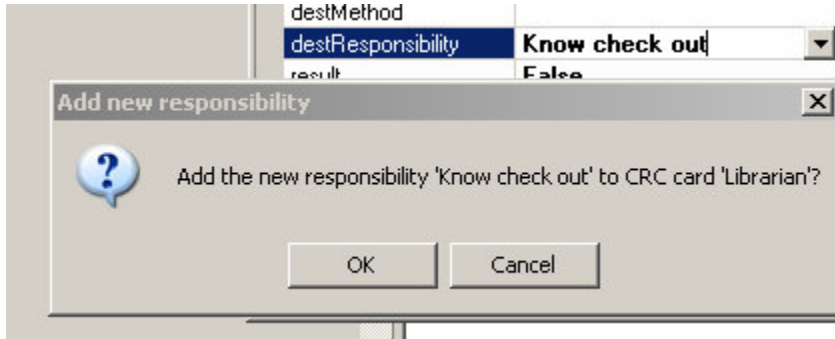 destMethod
destResponsibility Know check out
result False
Add new responsibility
Add the new responsibility 'Know check out' to CRC card 'Librarian'?
OK Cancel